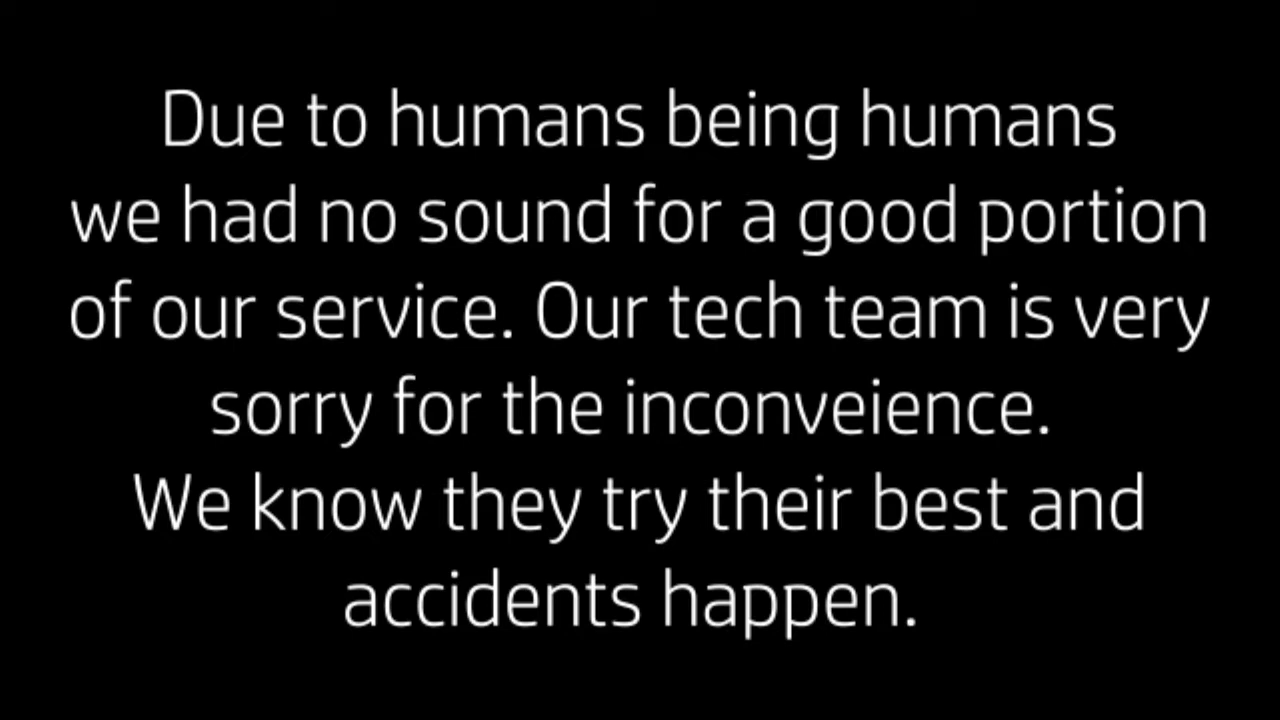 Due to humans being humans
we had no sound for a good portion
of our service. Our tech team is very
sorry for the inconveience.
We know they try their best and
accidents happen.